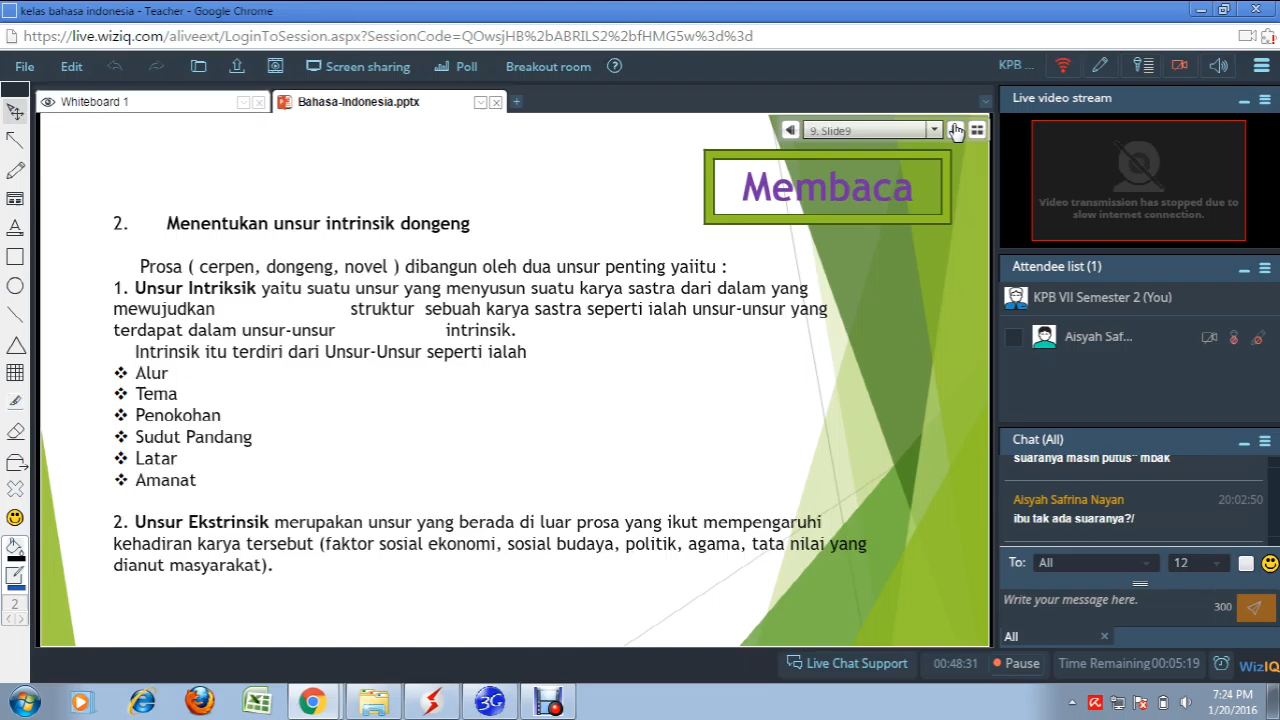 kelas bahasa indonesia - Teacher - Google Chrome
https://live.wiziq.com/aliveext/LoginToSession.aspx?SessionCode=QOwsjHB%2bABRILS2%2bfHMG5w%3d%3d
File Edit Screen sharing Poll Breakout room KPB ...
Whiteboard 1 Bahasa-Indonesia.pptx
9. Slide9
Membaca
2. Menentukan unsur intrinsik dongeng
Prosa ( cerpen, dongeng, novel ) dibangun oleh dua unsur penting yaiitu :
1. Unsur Intriksik yaitu suatu unsur yang menyusun suatu karya sastra dari dalam yang
mewujudkan struktur sebuah karya sastra seperti ialah unsur-unsur yang
terdapat dalam unsur-unsur intrinsik.
Intrinsik itu terdiri dari Unsur-Unsur seperti ialah
❖ Alur
❖ Tema
❖ Penokohan
❖ Sudut Pandang
❖ Latar
❖ Amanat
2. Unsur Ekstrinsik merupakan unsur yang berada di luar prosa yang ikut mempengaruhi
kehadiran karya tersebut (faktor sosial ekonomi, sosial budaya, politik, agama, tata nilai yang
dianut masyarakat).
2
Live video stream
Video transmission has stopped due to
slow internet connection.
Attendee list (1)
KPB VII Semester 2 (You)
Aisyah Saf...
Chat (All)
suaranya masin putus" mbak
Aisyah Safrina Nayan 20:02:50
ibu tak ada suaranya?/
To: All 12
Write your message here. 300
All
Live Chat Support 00:48:31 Pause Time Remaining 00:05:19 WizIQ
3G
7:24 PM
1/20/2016